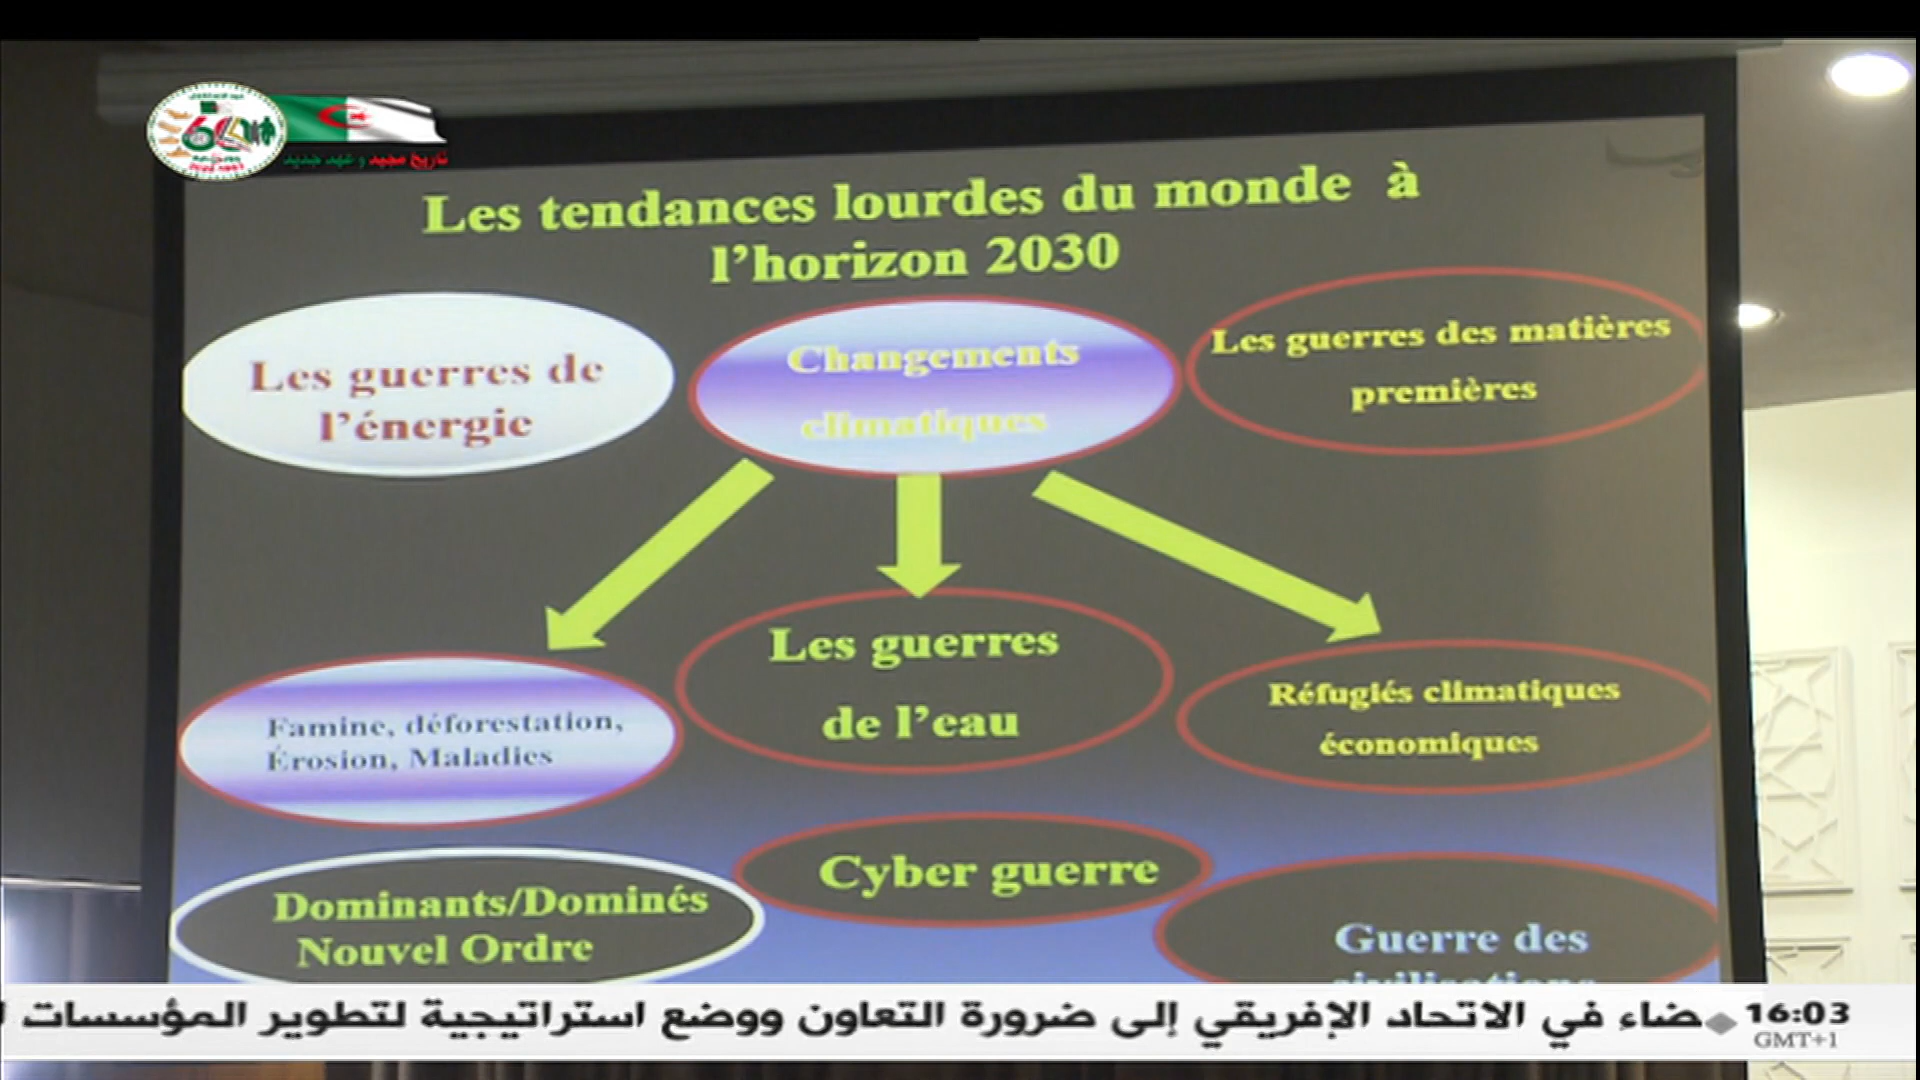 60
تاريخ مجيد و عهد جديد
Les tendances lourdes du monde à
l’horizon 2030
Les guerres de
l’énergie
Changements
climatiques
Les guerres des matières
premières
Famine, déforestation,
Érosion, Maladies
Les guerres
de l’eau
Réfugiés climatiques
économiques
Dominants/Dominés
Nouvel Ordre
Cyber guerre
Guerre des
civilisations
ضاء في الاتحاد الإفريقي إلى ضرورة التعاون ووضع استراتيجية لتطوير المؤسسات
16:03
GMT+1